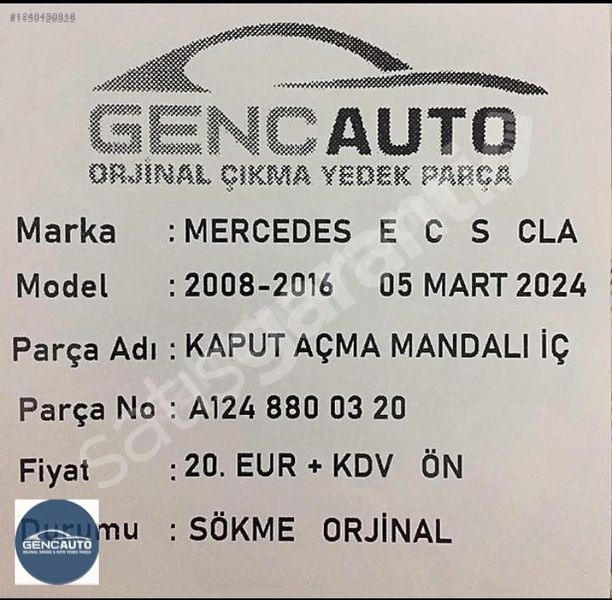 GENCAUTO
ORJİNAL ÇIKMA YEDEK PARÇA
Marka : MERCEDES E C S CLA
Model : 2008-2016 05 MART 2024
Parça Adı : KAPUT AÇMA MANDALI İÇ
Parça No : A124 880 03 20
Fiyat : 20. EUR + KDV ÖN
Durumu : SÖKME ORJİNAL
GENCAUTO
satışgaranti